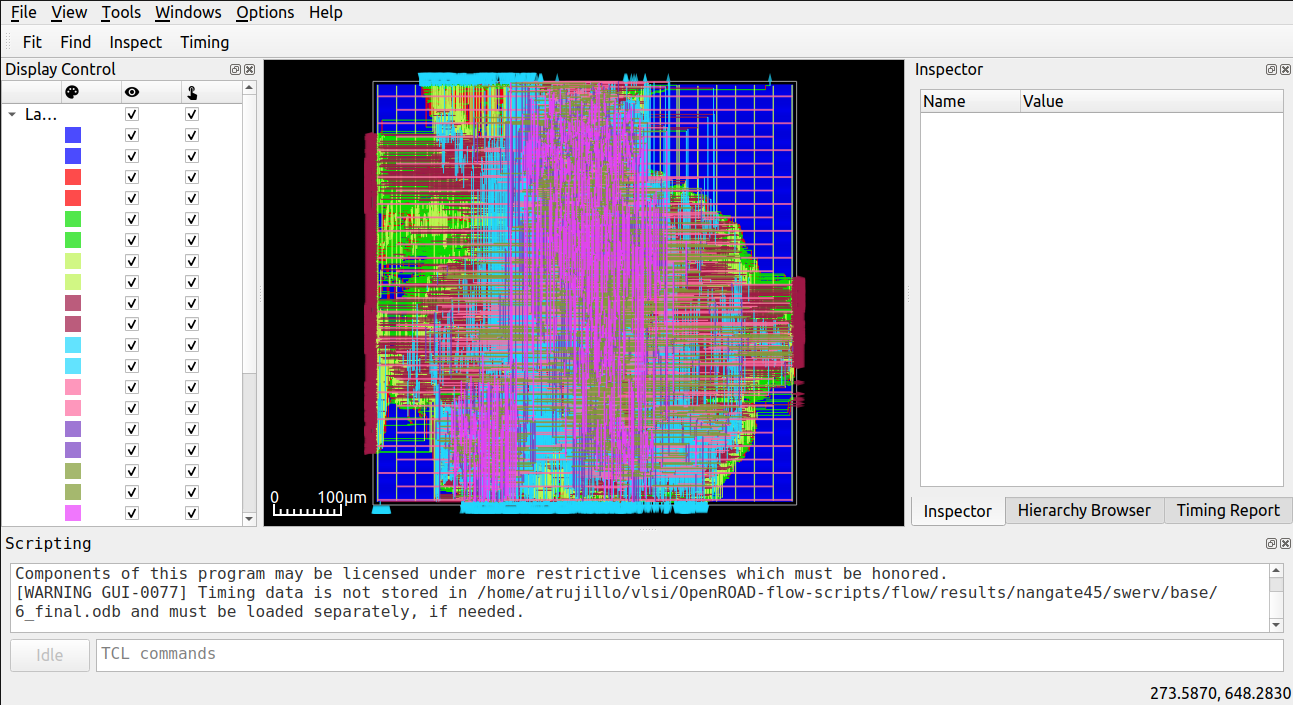 File View Tools Windows Options Help
Fit Find Inspect Timing
Display Control
La...
0 100μm
Inspector
Name Value
Inspector Hierarchy Browser Timing Report
Scripting
Components of this program may be licensed under more restrictive licenses which must be honored.
[WARNING GUI-0077] Timing data is not stored in /home/atrujillo/vlsi/OpenROAD-flow-scripts/flow/results/nangate45/swerv/base/
6_final.odb and must be loaded separately, if needed.
Idle TCL commands
273.5870, 648.2830